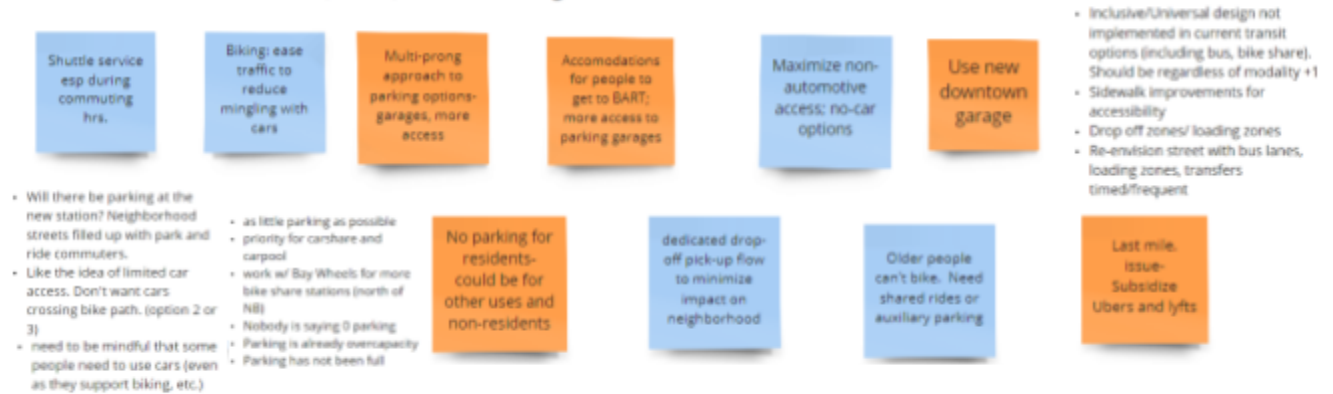 Shuttle service
esp during
commuting
hrs.
Biking: ease
traffic to
reduce
mingling with
cars
Multi-prong
approach to
parking options-
garages, more
access
Accomodations
for people to
get to BART;
more access to
parking garages
Maximize non-
automotive
access; no-car
options
Use new
downtown
garage
• Inclusive/Universal design not
implemented in current transit
options (including bus, bike share).
Should be regardless of modality +1
• Sidewalk improvements for
accessibility
• Drop off zones/ loading zones
• Re-envision street with bus lanes,
loading zones, transfers
timed/frequent
• Will there be parking at the
new station? Neighborhood
streets filled up with park and
ride commuters.
• Like the idea of limited car
access. Don't want cars
crossing bike path. (option 2 or
3)
• need to be mindful that some
people need to use cars (even
as they support biking, etc.)
• as little parking as possible
• priority for carshare and
carpool
• work w/ Bay Wheels for more
bike share stations (north of
NB)
• Nobody is saying 0 parking
• Parking is already overcapacity
• Parking has not been full
No parking for
residents-
could be for
other uses and
non-residents
dedicated drop-
off pick-up flow
to minimize
impact on
neighborhood
Older people
can't bike. Need
shared rides or
auxiliary parking
Last mile.
issue-
Subsidize
Ubers and lyfts